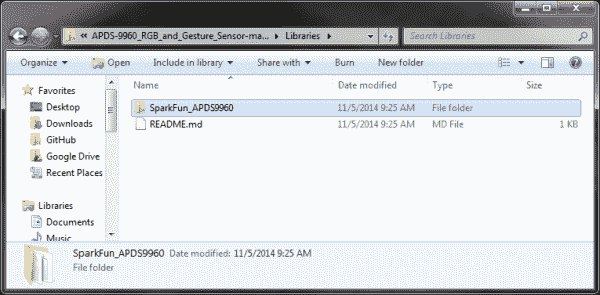 « APDS-9960_RGB_and_Gesture_Sensor-ma... ▸ Libraries ▸
Search Libraries
Organize ▾ Open Include in library ▾ Share with ▾ Burn New folder
Name Date modified Type Size
Favorites
Desktop
Downloads
GitHub
Google Drive
Recent Places
Libraries
Documents
Music
SparkFun_APDS9960 11/5/2014 9:25 AM File folder
README.md 11/5/2014 9:25 AM MD File 1 KB
SparkFun_APDS9960 Date modified: 11/5/2014 9:25 AM
File folder